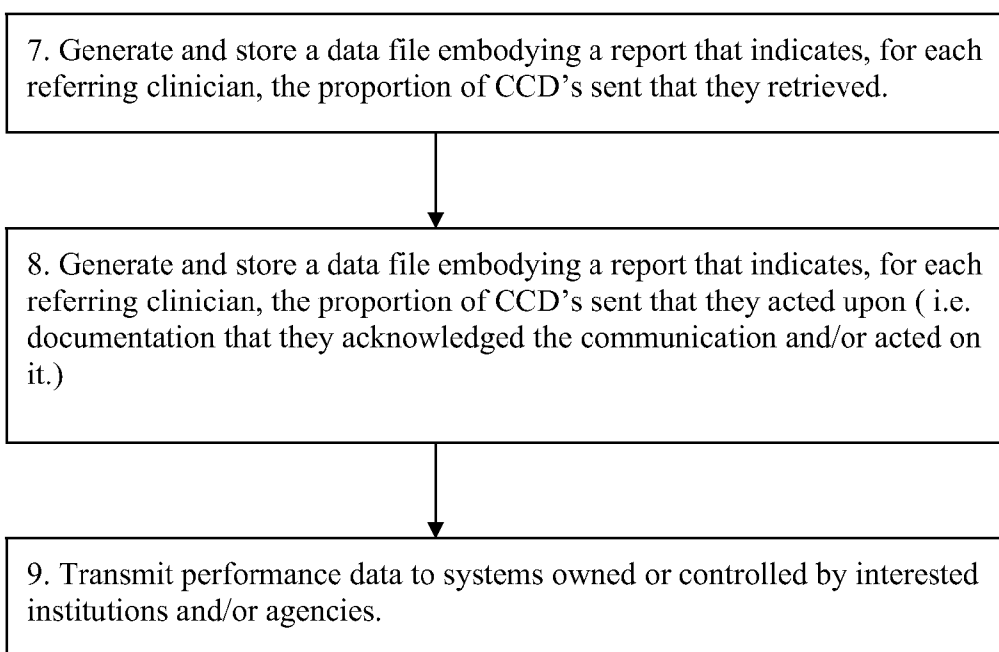 7. Generate and store a data file embodying a report that indicates, for each
referring clinician, the proportion of CCD’s sent that they retrieved.
8. Generate and store a data file embodying a report that indicates, for each
referring clinician, the proportion of CCD’s sent that they acted upon ( i.e.
documentation that they acknowledged the communication and/or acted on
it.)
9. Transmit performance data to systems owned or controlled by interested
institutions and/or agencies.